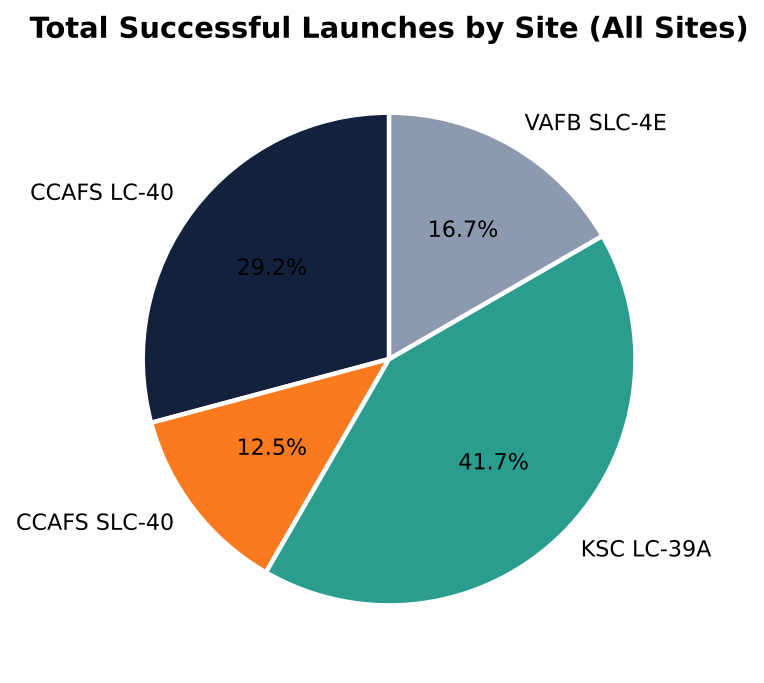 Total Successful Launches by Site (All Sites)
VAFB SLC-4E
CCAFS LC-40
16.7%
29.2%
12.5%
41.7%
CCAFS SLC-40
KSC LC-39A